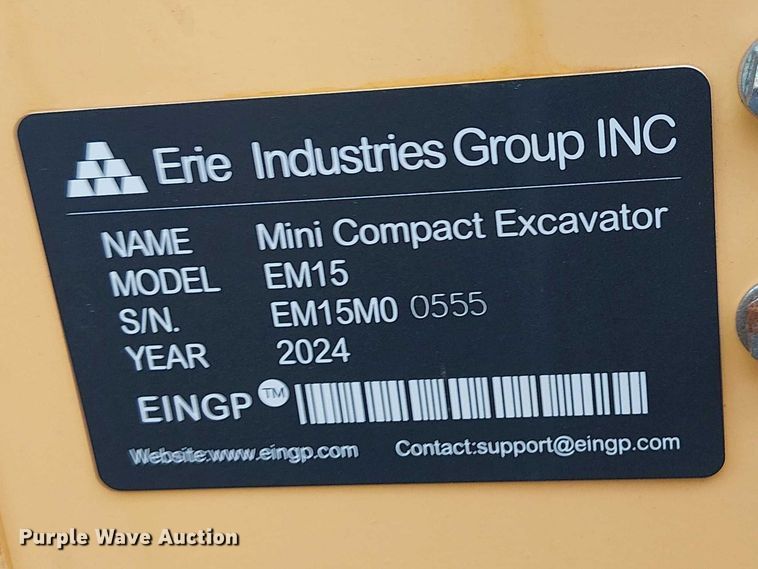 Erie Industries Group INC
NAME Mini Compact Excavator
MODEL EM15
S/N. EM15M0 0555
YEAR 2024
EINGP TM
Website:www.eingp.com Contact:support@eingp.com
Purple Wave Auction